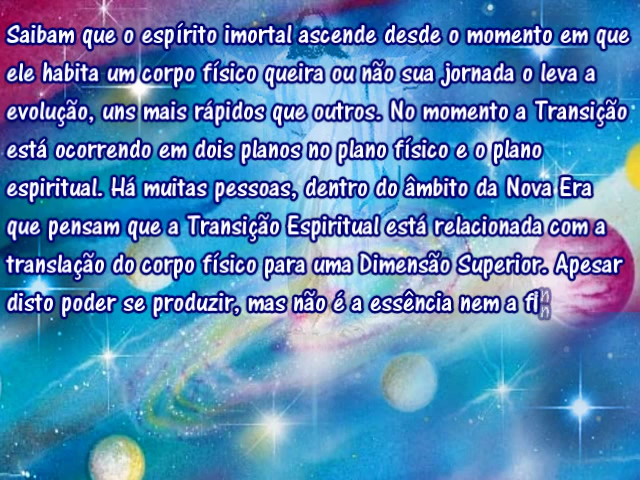 Saibam que o espírito imortal ascende desde o momento em que
ele habita um corpo físico queira ou não sua jornada o leva a
evolução, uns mais rápidos que outros. No momento a Transição
está ocorrendo em dois planos no plano físico e o plano
espiritual. Há muitas pessoas, dentro do âmbito da Nova Era
que pensam que a Transição Espiritual está relacionada com a
translação do corpo físico para uma Dimensão Superior. Apesar
disto poder se produzir, mas não é a essência nem a